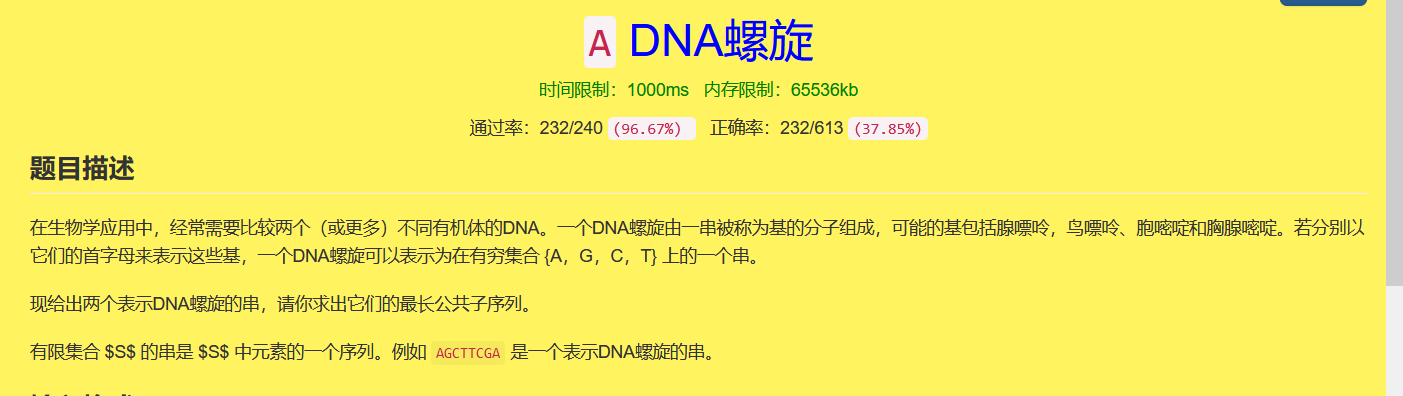 A DNA螺旋
时间限制：1000ms 内存限制：65536kb
通过率：232/240 (96.67%) 正确率：232/613 (37.85%)
题目描述
在生物学应用中，经常需要比较两个（或更多）不同有机体的DNA。一个DNA螺旋由一串被称为基的分子组成，可能的基包括腺嘌呤，鸟嘌呤、胞嘧啶和胸腺嘧啶。若分别以
它们的首字母来表示这些基，一个DNA螺旋可以表示为在有穷集合 {A，G，C，T} 上的一个串。
现给出两个表示DNA螺旋的串，请你求出它们的最长公共子序列。
有限集合 $S$ 的串是 $S$ 中元素的一个序列。例如 AGCTTCGA 是一个表示DNA螺旋的串。